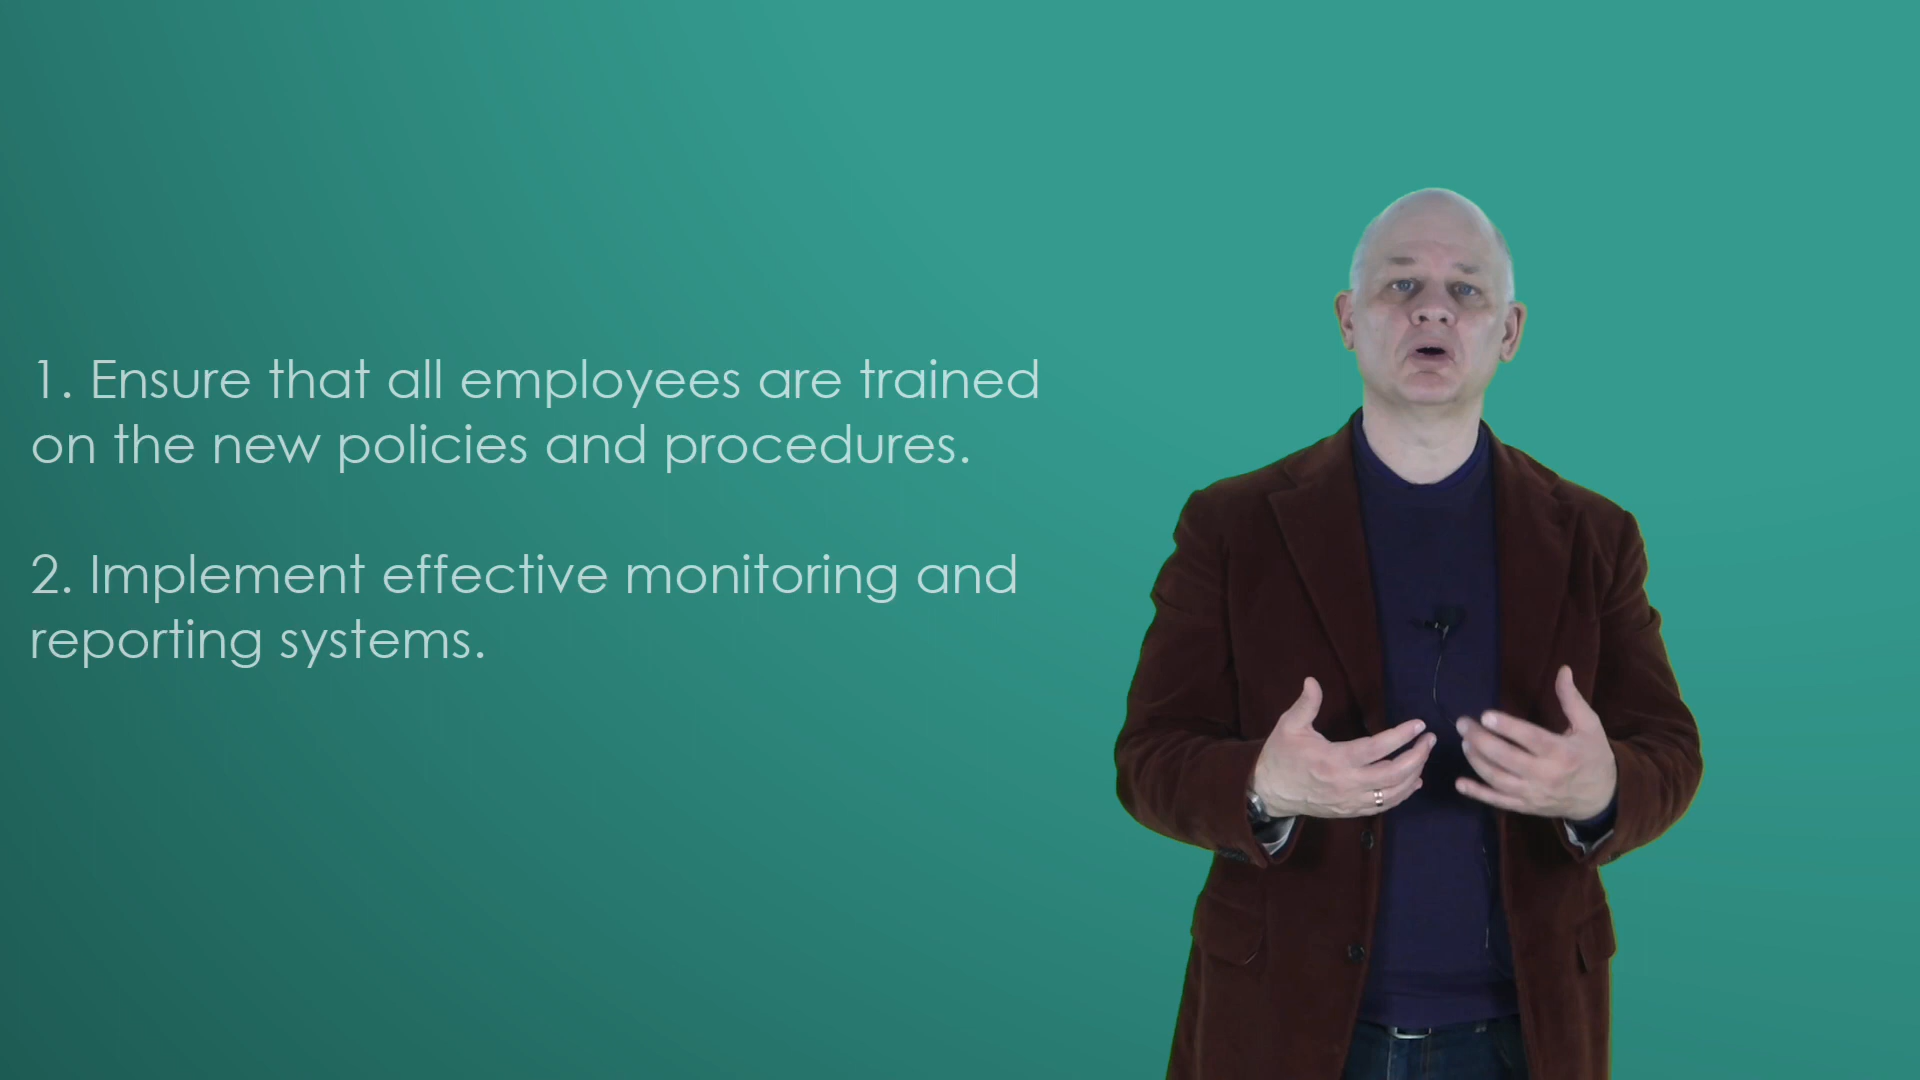 1. Ensure that all employees are trained
on the new policies and procedures.
2. Implement effective monitoring and
reporting systems.